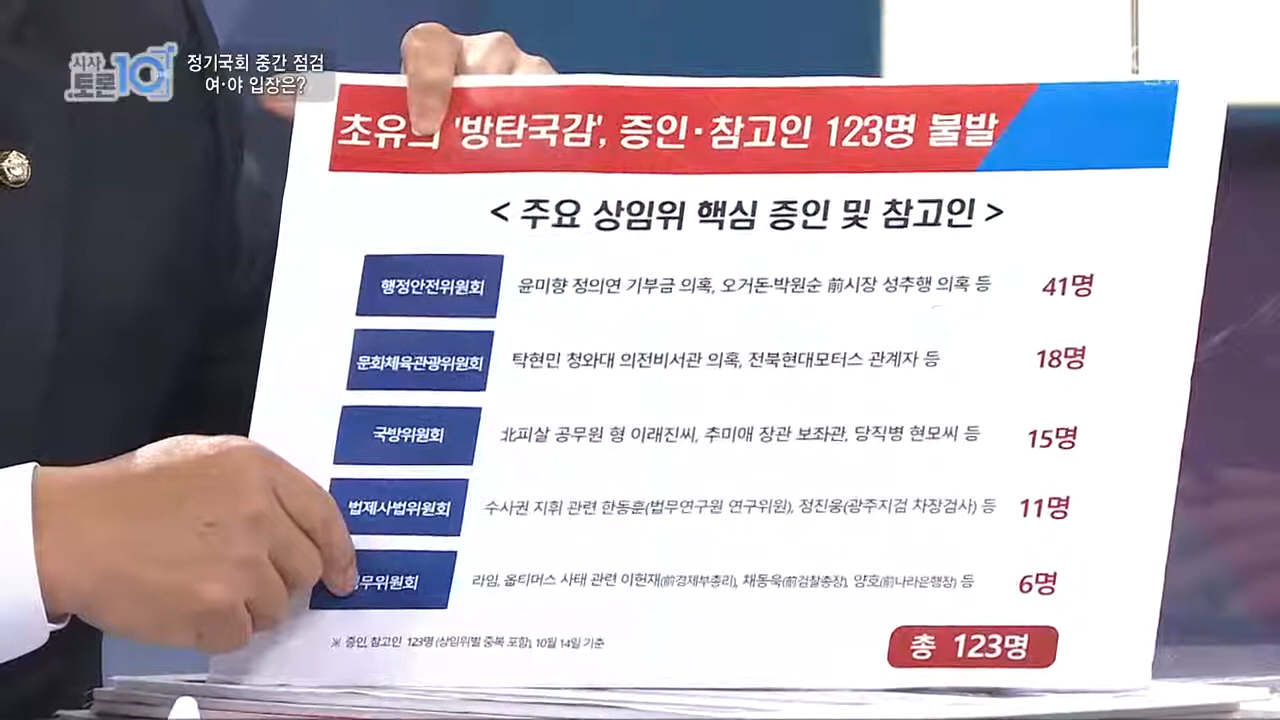 시사
토론10+
정기국회 중간 점검
여·야 입장은?
초유의 '방탄국감', 증인·참고인 123명 불발
< 주요 상임위 핵심 증인 및 참고인 >
행정안전위원회 윤미향 정의연 기부금 의혹, 오거돈·박원순 前시장 성추행 의혹 등 41명
문화체육관광위원회 탁현민 청와대 의전비서관 의혹, 전북현대모터스 관계자 등 18명
국방위원회 北피살 공무원 형 이래진씨, 추미애 장관 보좌관, 당직병 현모씨 등 15명
법제사법위원회 수사권 지휘 관련 한동훈(법무연구원 연구위원), 정진웅(광주지검 차장검사) 등 11명
무위원회 라임, 옵티머스 사태 관련 이헌재(前경제부총리), 채동욱(前검찰총장), 양호(前나라은행장) 등 6명
※ 증인, 참고인 123명 (상임위별 중복 포함), 10월 14일 기준
총 123명